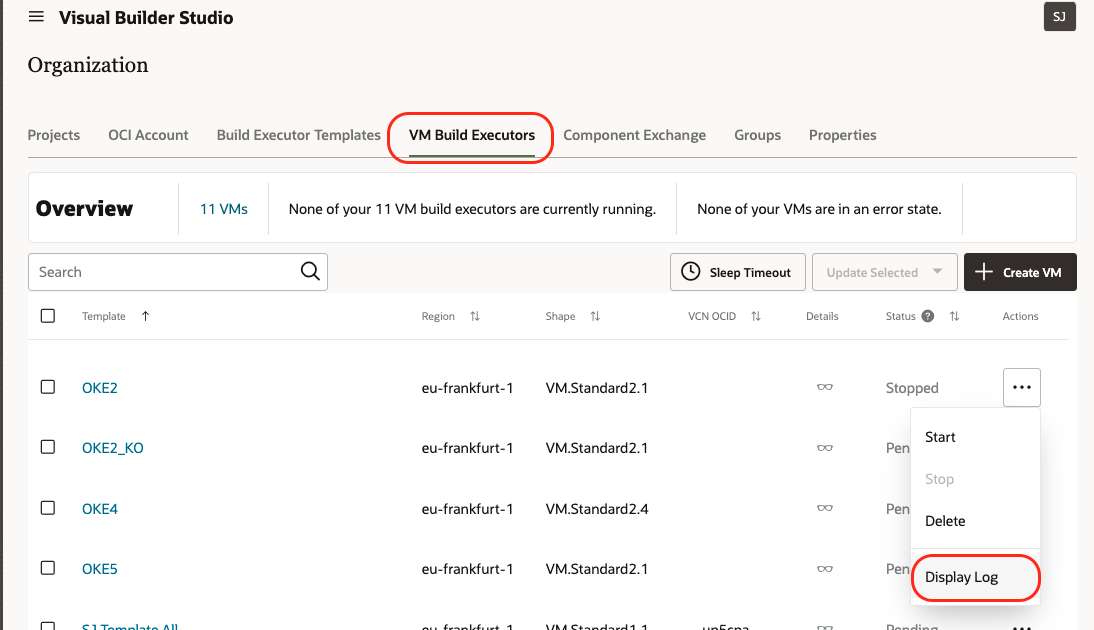 Visual Builder Studio
SJ
Organization
Projects OCI Account Build Executor Templates VM Build Executors Component Exchange Groups Properties
Overview 11 VMs None of your 11 VM build executors are currently running. None of your VMs are in an error state.
Search Sleep Timeout Update Selected Create VM
Template Region Shape VCN OCID Details Status ? Actions
OKE2 eu-frankfurt-1 VM.Standard2.1 Stopped ...
Start
OKE2_KO eu-frankfurt-1 VM.Standard2.1 Pen
Stop
OKE4 eu-frankfurt-1 VM.Standard2.4 Pen
Delete
OKE5 eu-frankfurt-1 VM.Standard2.1 Pen
Display Log
SJ Template All eu-frankfurt-1 VM.Standard1.1 Pending